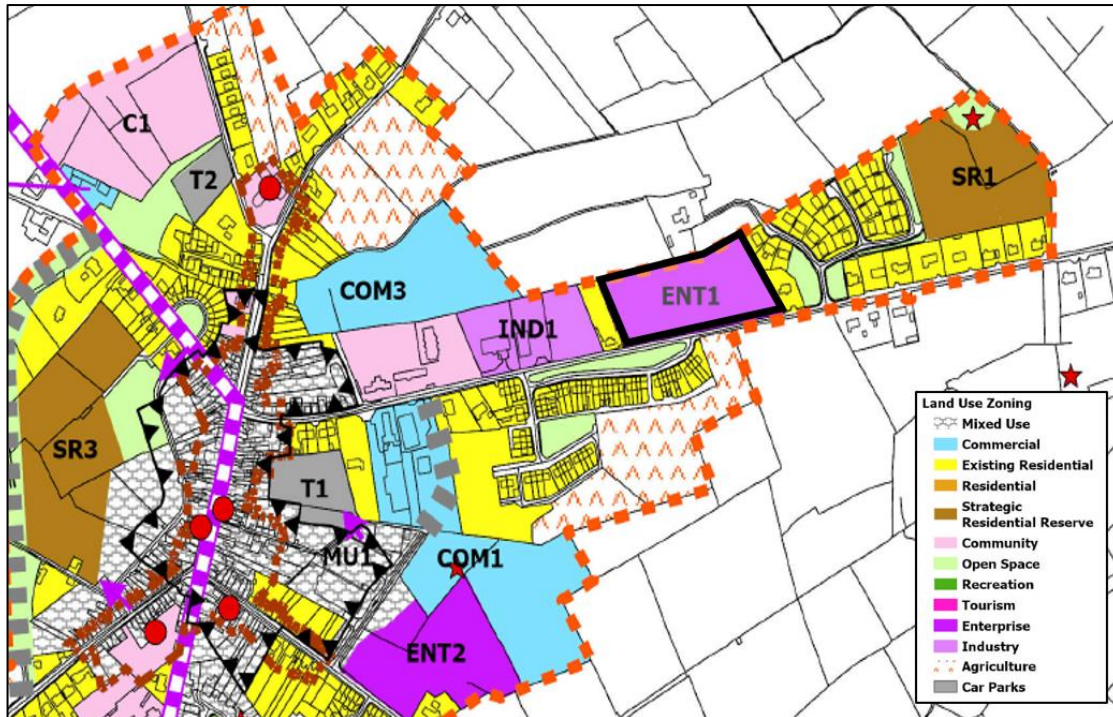 C1
T2
SR1
COM3
ENT1
IND1
SR3
T1
MU1
COM1
ENT2
Land Use Zoning
Mixed Use
Commercial
Existing Residential
Residential
Strategic
Residential Reserve
Community
Open Space
Recreation
Tourism
Enterprise
Industry
Agriculture
Car Parks